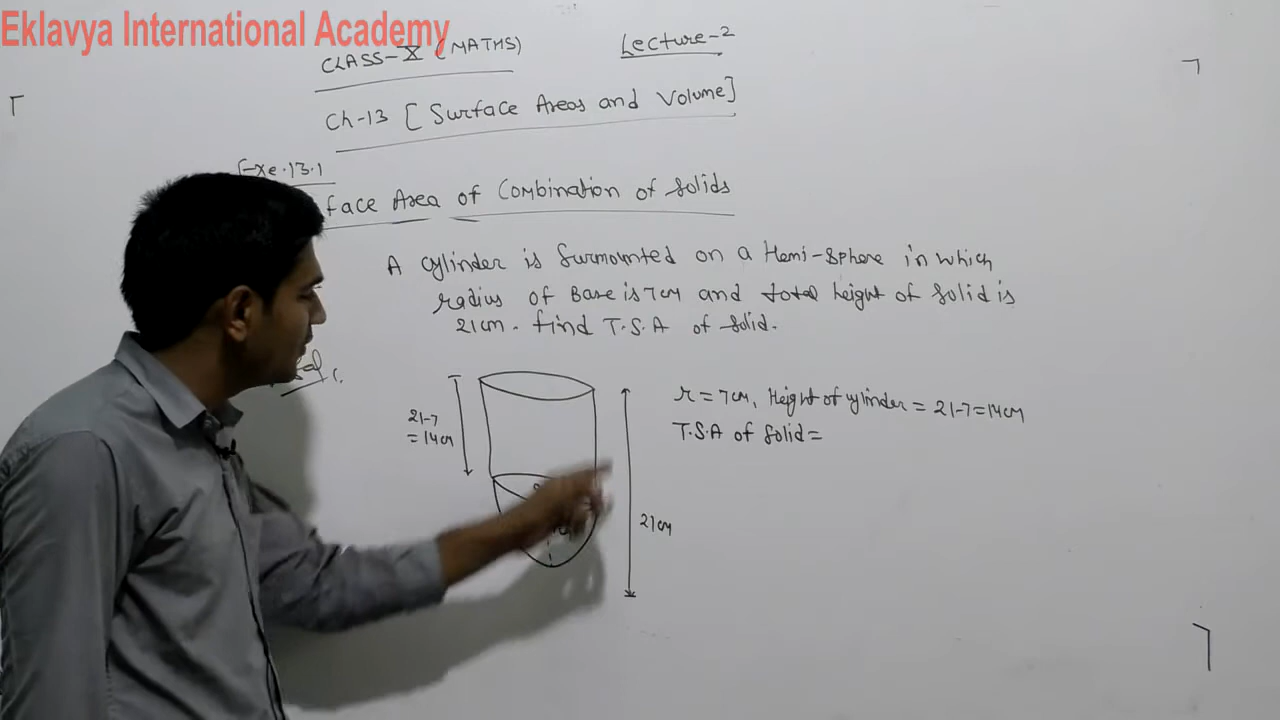 Eklavya International Academy
CLASS-X (MATHS)
Lecture-2
Ch-13 [Surface Areas and Volume]
Exe.13.1
face Area of Combination of Solids
A cylinder is Surmounted on a Hemi-sphere in which
radius of Base is 7cm and total height of Solid is
21cm. find T.S.A of solid.
21-7
=14cm
r = 7cm, Height of cylinder = 21-7=14cm
T.S.A of Solid =
21cm